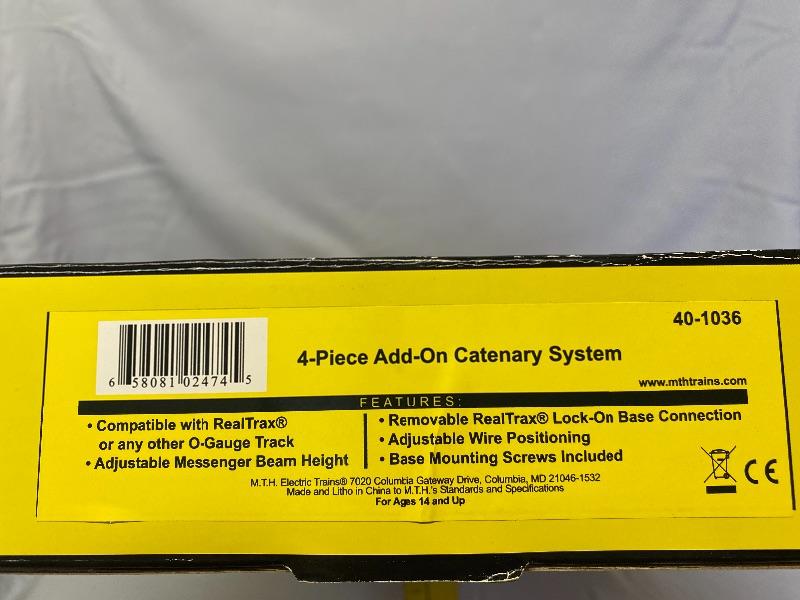 40-1036
4-Piece Add-On Catenary System
6 58081 02474 5
www.mthtrains.com
FEATURES:
• Compatible with RealTrax®
or any other O-Gauge Track
• Adjustable Messenger Beam Height
• Removable RealTrax® Lock-On Base Connection
• Adjustable Wire Positioning
• Base Mounting Screws Included
M.T.H. Electric Trains® 7020 Columbia Gateway Drive, Columbia, MD 21046-1532
Made and Litho in China to M.T.H.'s Standards and Specifications
For Ages 14 and Up
CE